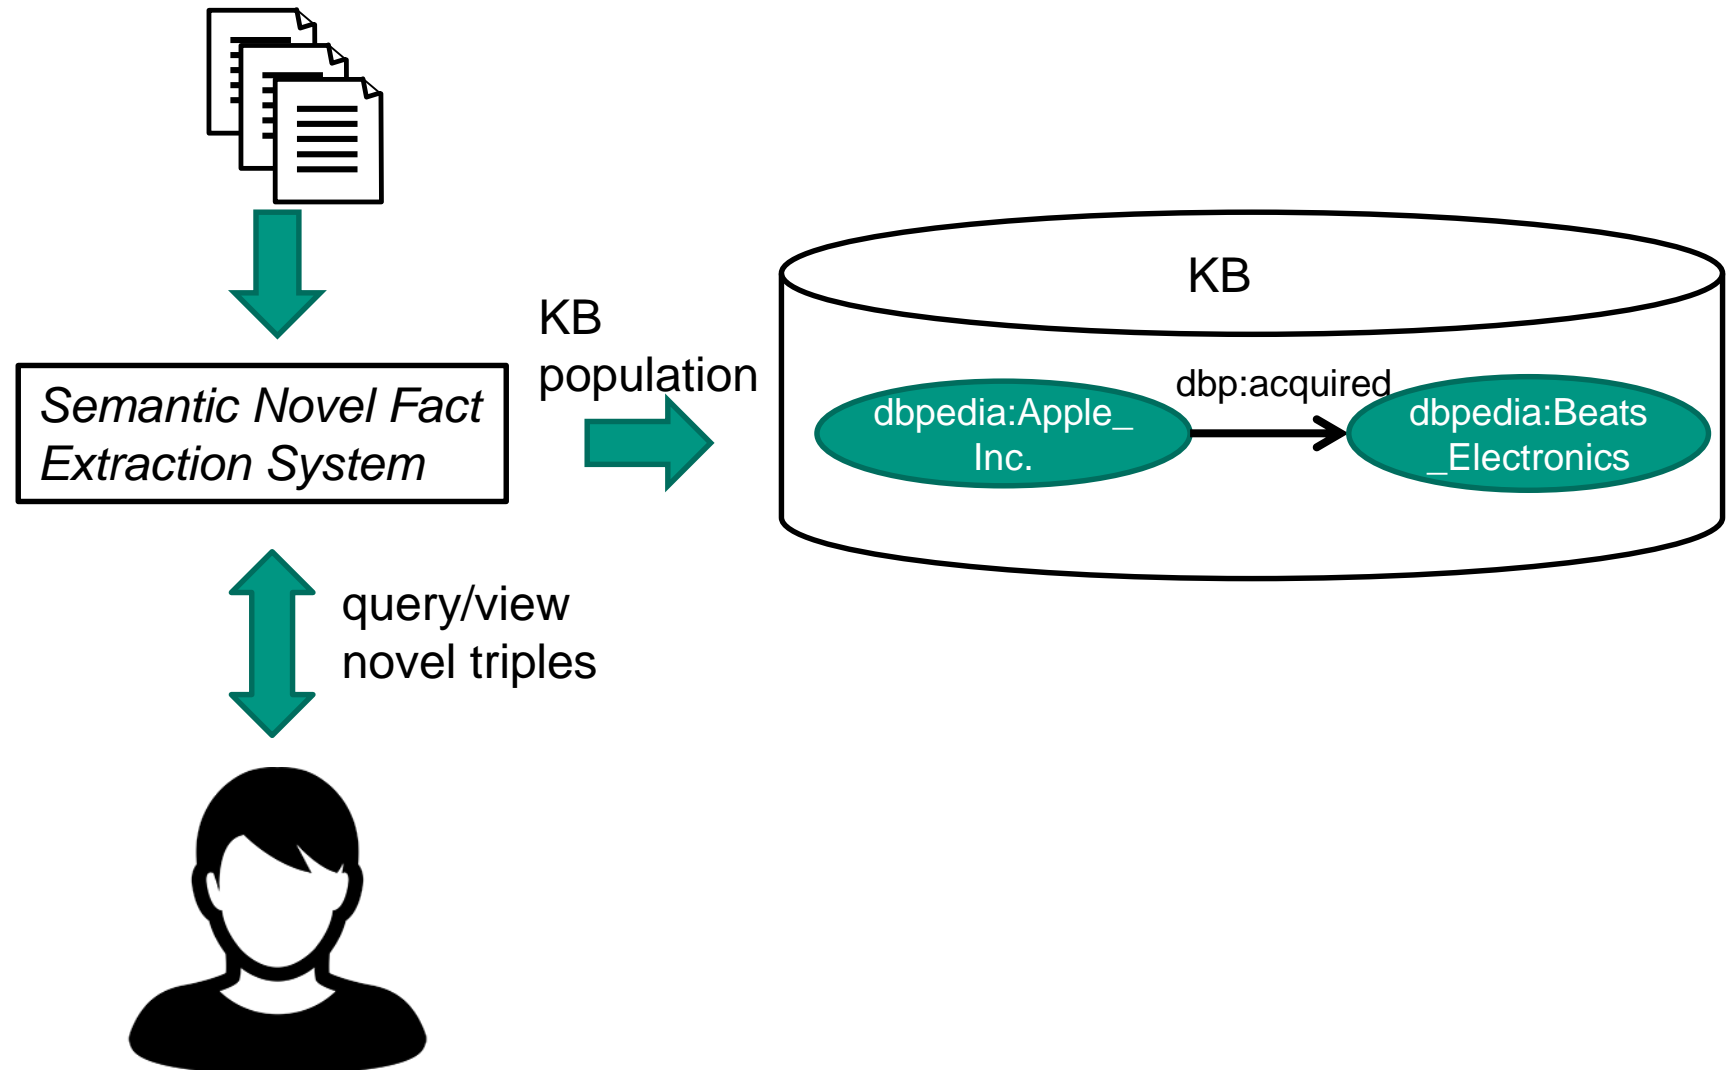 Semantic Novel Fact
Extraction System
KB
population
query/view
novel triples
KB
dbpedia:Apple_
Inc.
dbp:acquired
dbpedia:Beats
_Electronics